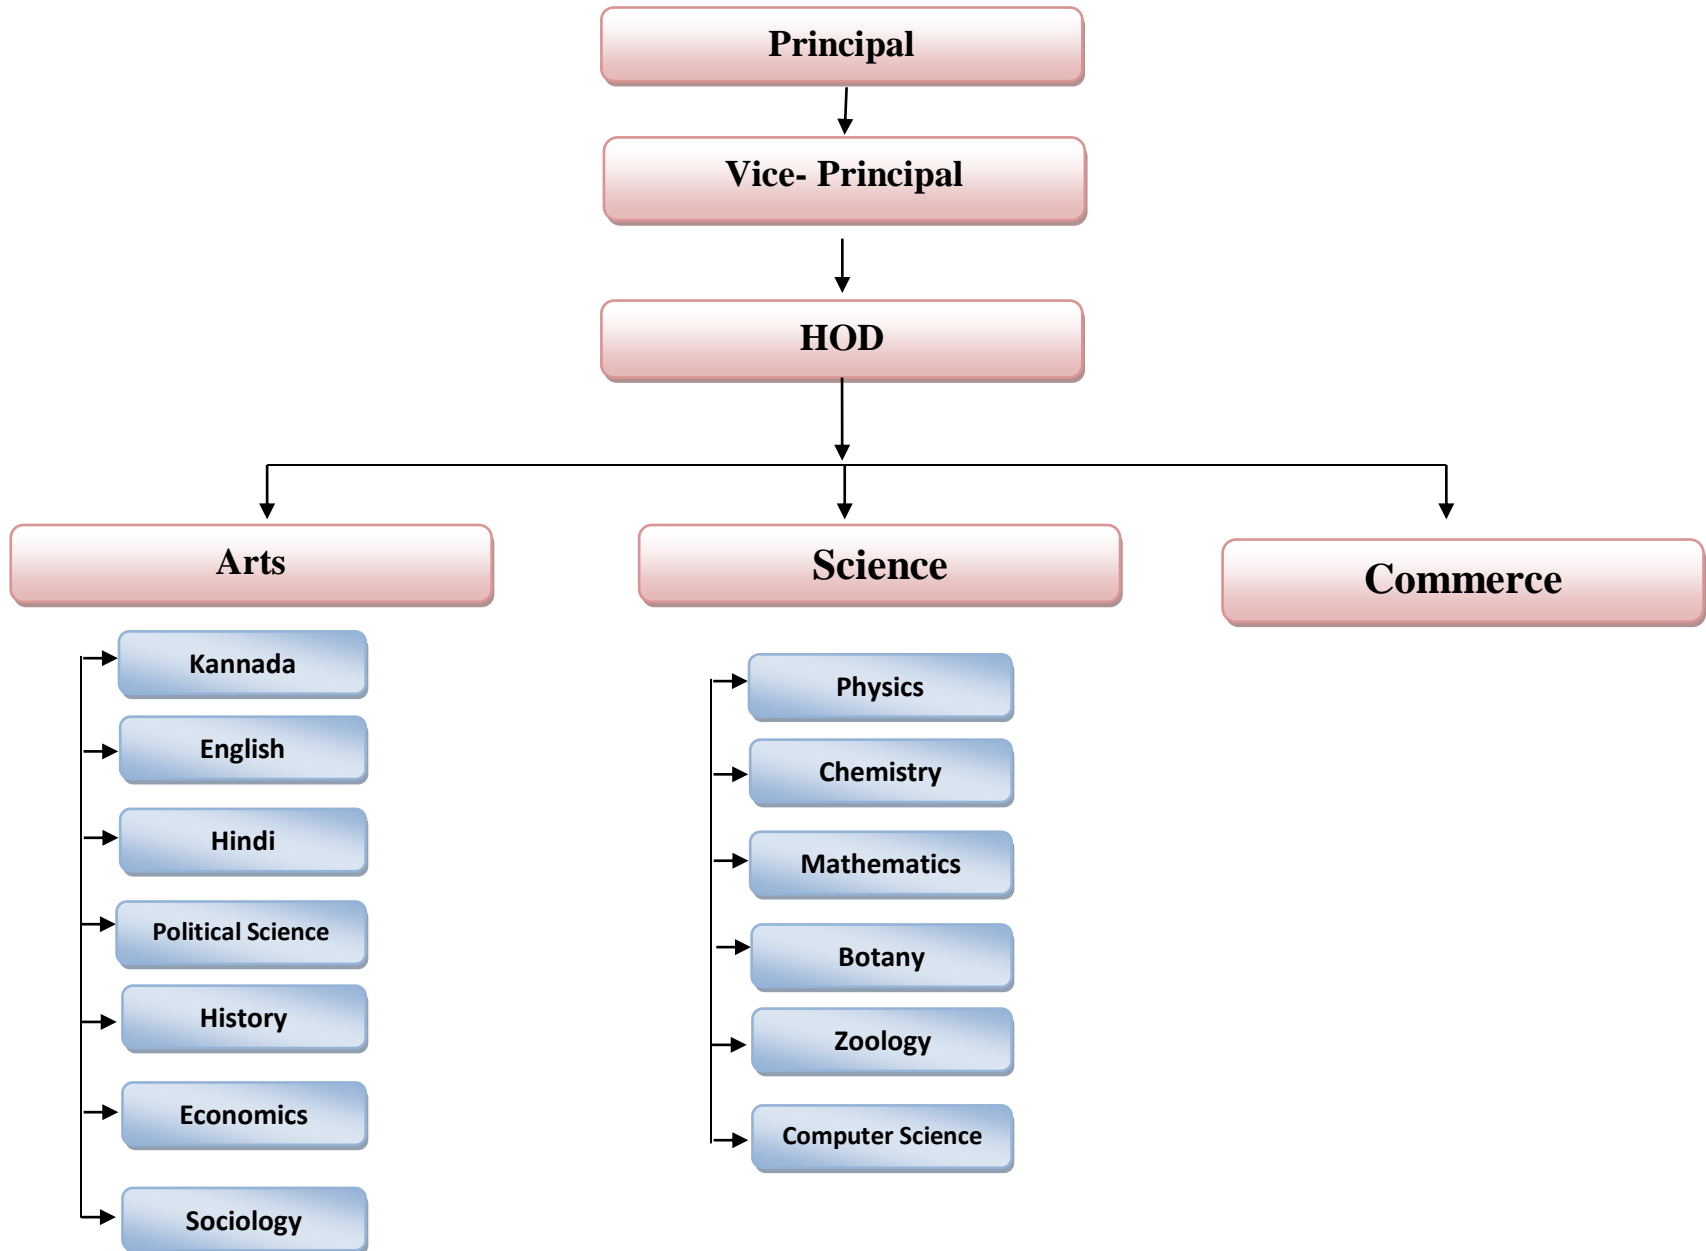 Principal
Vice- Principal
HOD
Arts
Science
Commerce
Kannada
English
Hindi
Political Science
History
Economics
Sociology
Physics
Chemistry
Mathematics
Botany
Zoology
Computer Science